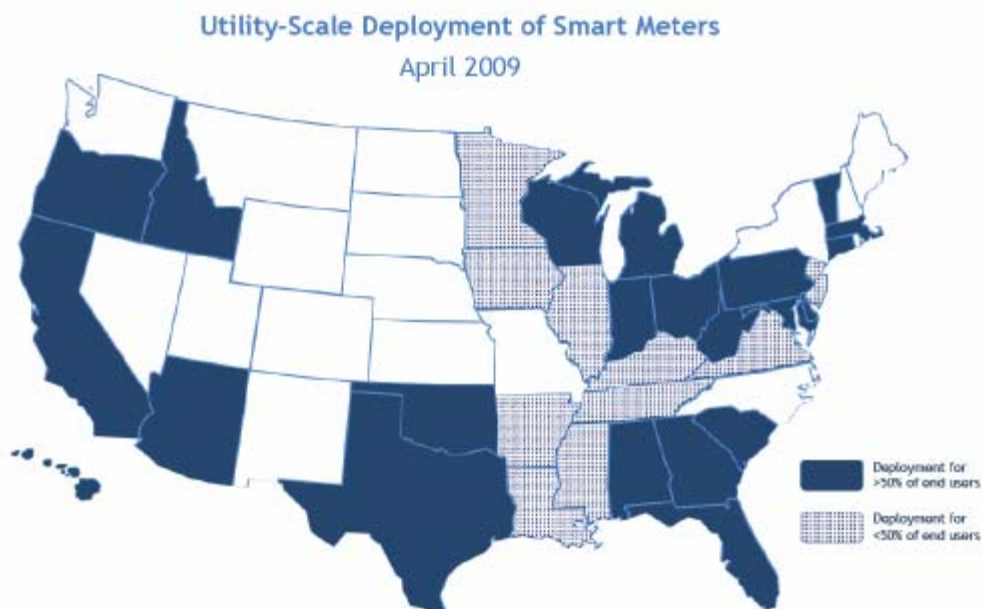 Utility-Scale Deployment of Smart Meters
April 2009
Deployment for
>50% of end users
Deployment for
<50% of end users